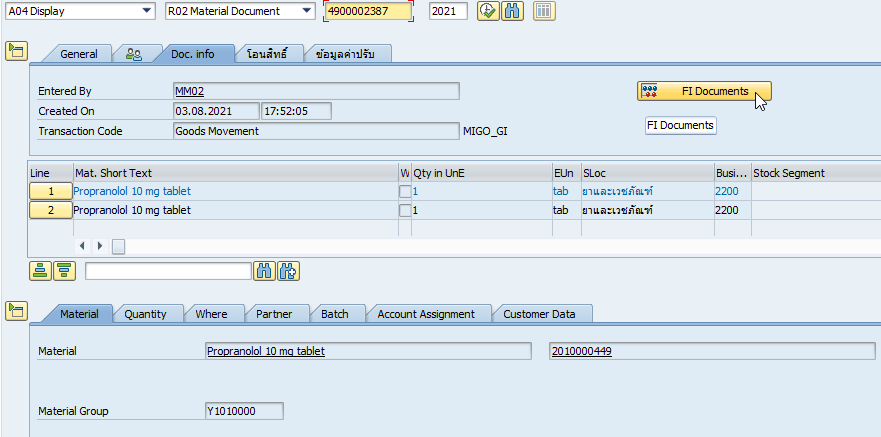 A04 Display R02 Material Document 4900002387 2021
General Doc. info โอนสิทธิ์ ข้อมูลค่าปรับ
Entered By MM02 FI Documents
Created On 03.08.2021 17:52:05
Transaction Code Goods Movement MIGO_GI FI Documents
Line Mat. Short Text W Qty in UnE EUn SLoc Busi... Stock Segment
1 Propranolol 10 mg tablet 1 tab ยาและเวชภัณฑ์ 2200
2 Propranolol 10 mg tablet 1 tab ยาและเวชภัณฑ์ 2200
Material Quantity Where Partner Batch Account Assignment Customer Data
Material Propranolol 10 mg tablet 2010000449
Material Group Y1010000